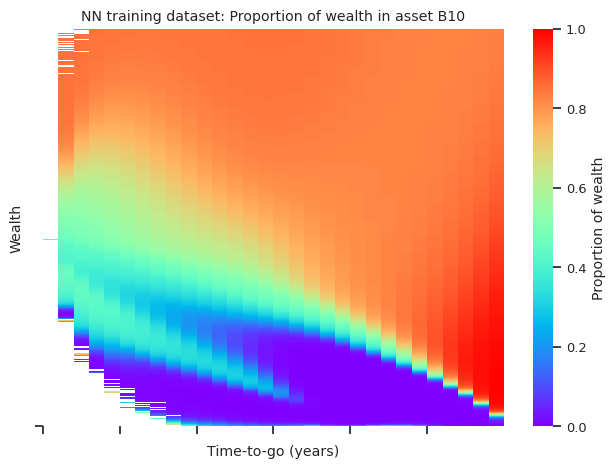 NN training dataset: Proportion of wealth in asset B10
Wealth
Time-to-go (years)
1.0
0.8
0.6
0.4
0.2
0.0
Proportion of wealth